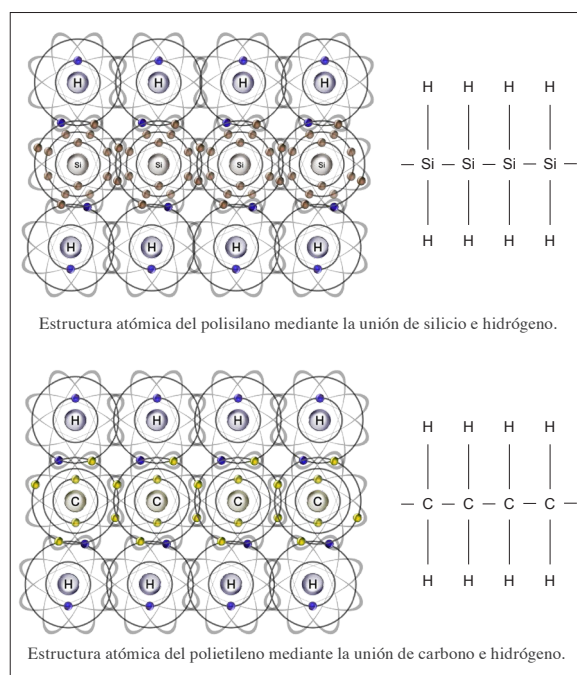 H H H H
H H H H
Si Si Si Si
Si Si Si Si
H H H H
H H H H
Estructura atómica del polisilano mediante la unión de silicio e hidrógeno.
H H H H
H H H H
C C C C
C C C C
H H H H
H H H H
Estructura atómica del polietileno mediante la unión de carbono e hidrógeno.